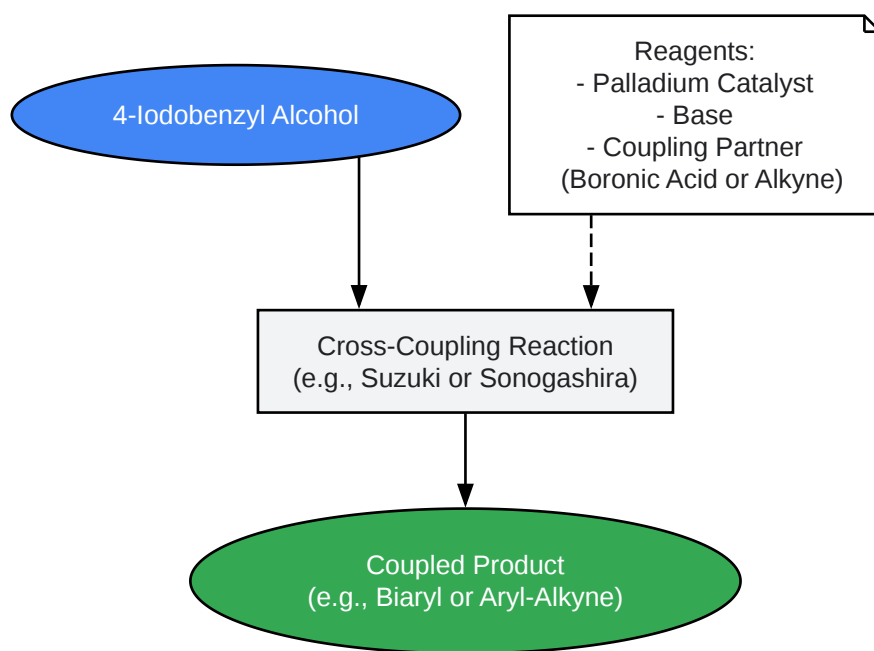 4-Iodobenzyl Alcohol
Reagents:
- Palladium Catalyst
- Base
- Coupling Partner
(Boronic Acid or Alkyne)
Cross-Coupling Reaction
(e.g., Suzuki or Sonogashira)
Coupled Product
(e.g., Biaryl or Aryl-Alkyne)